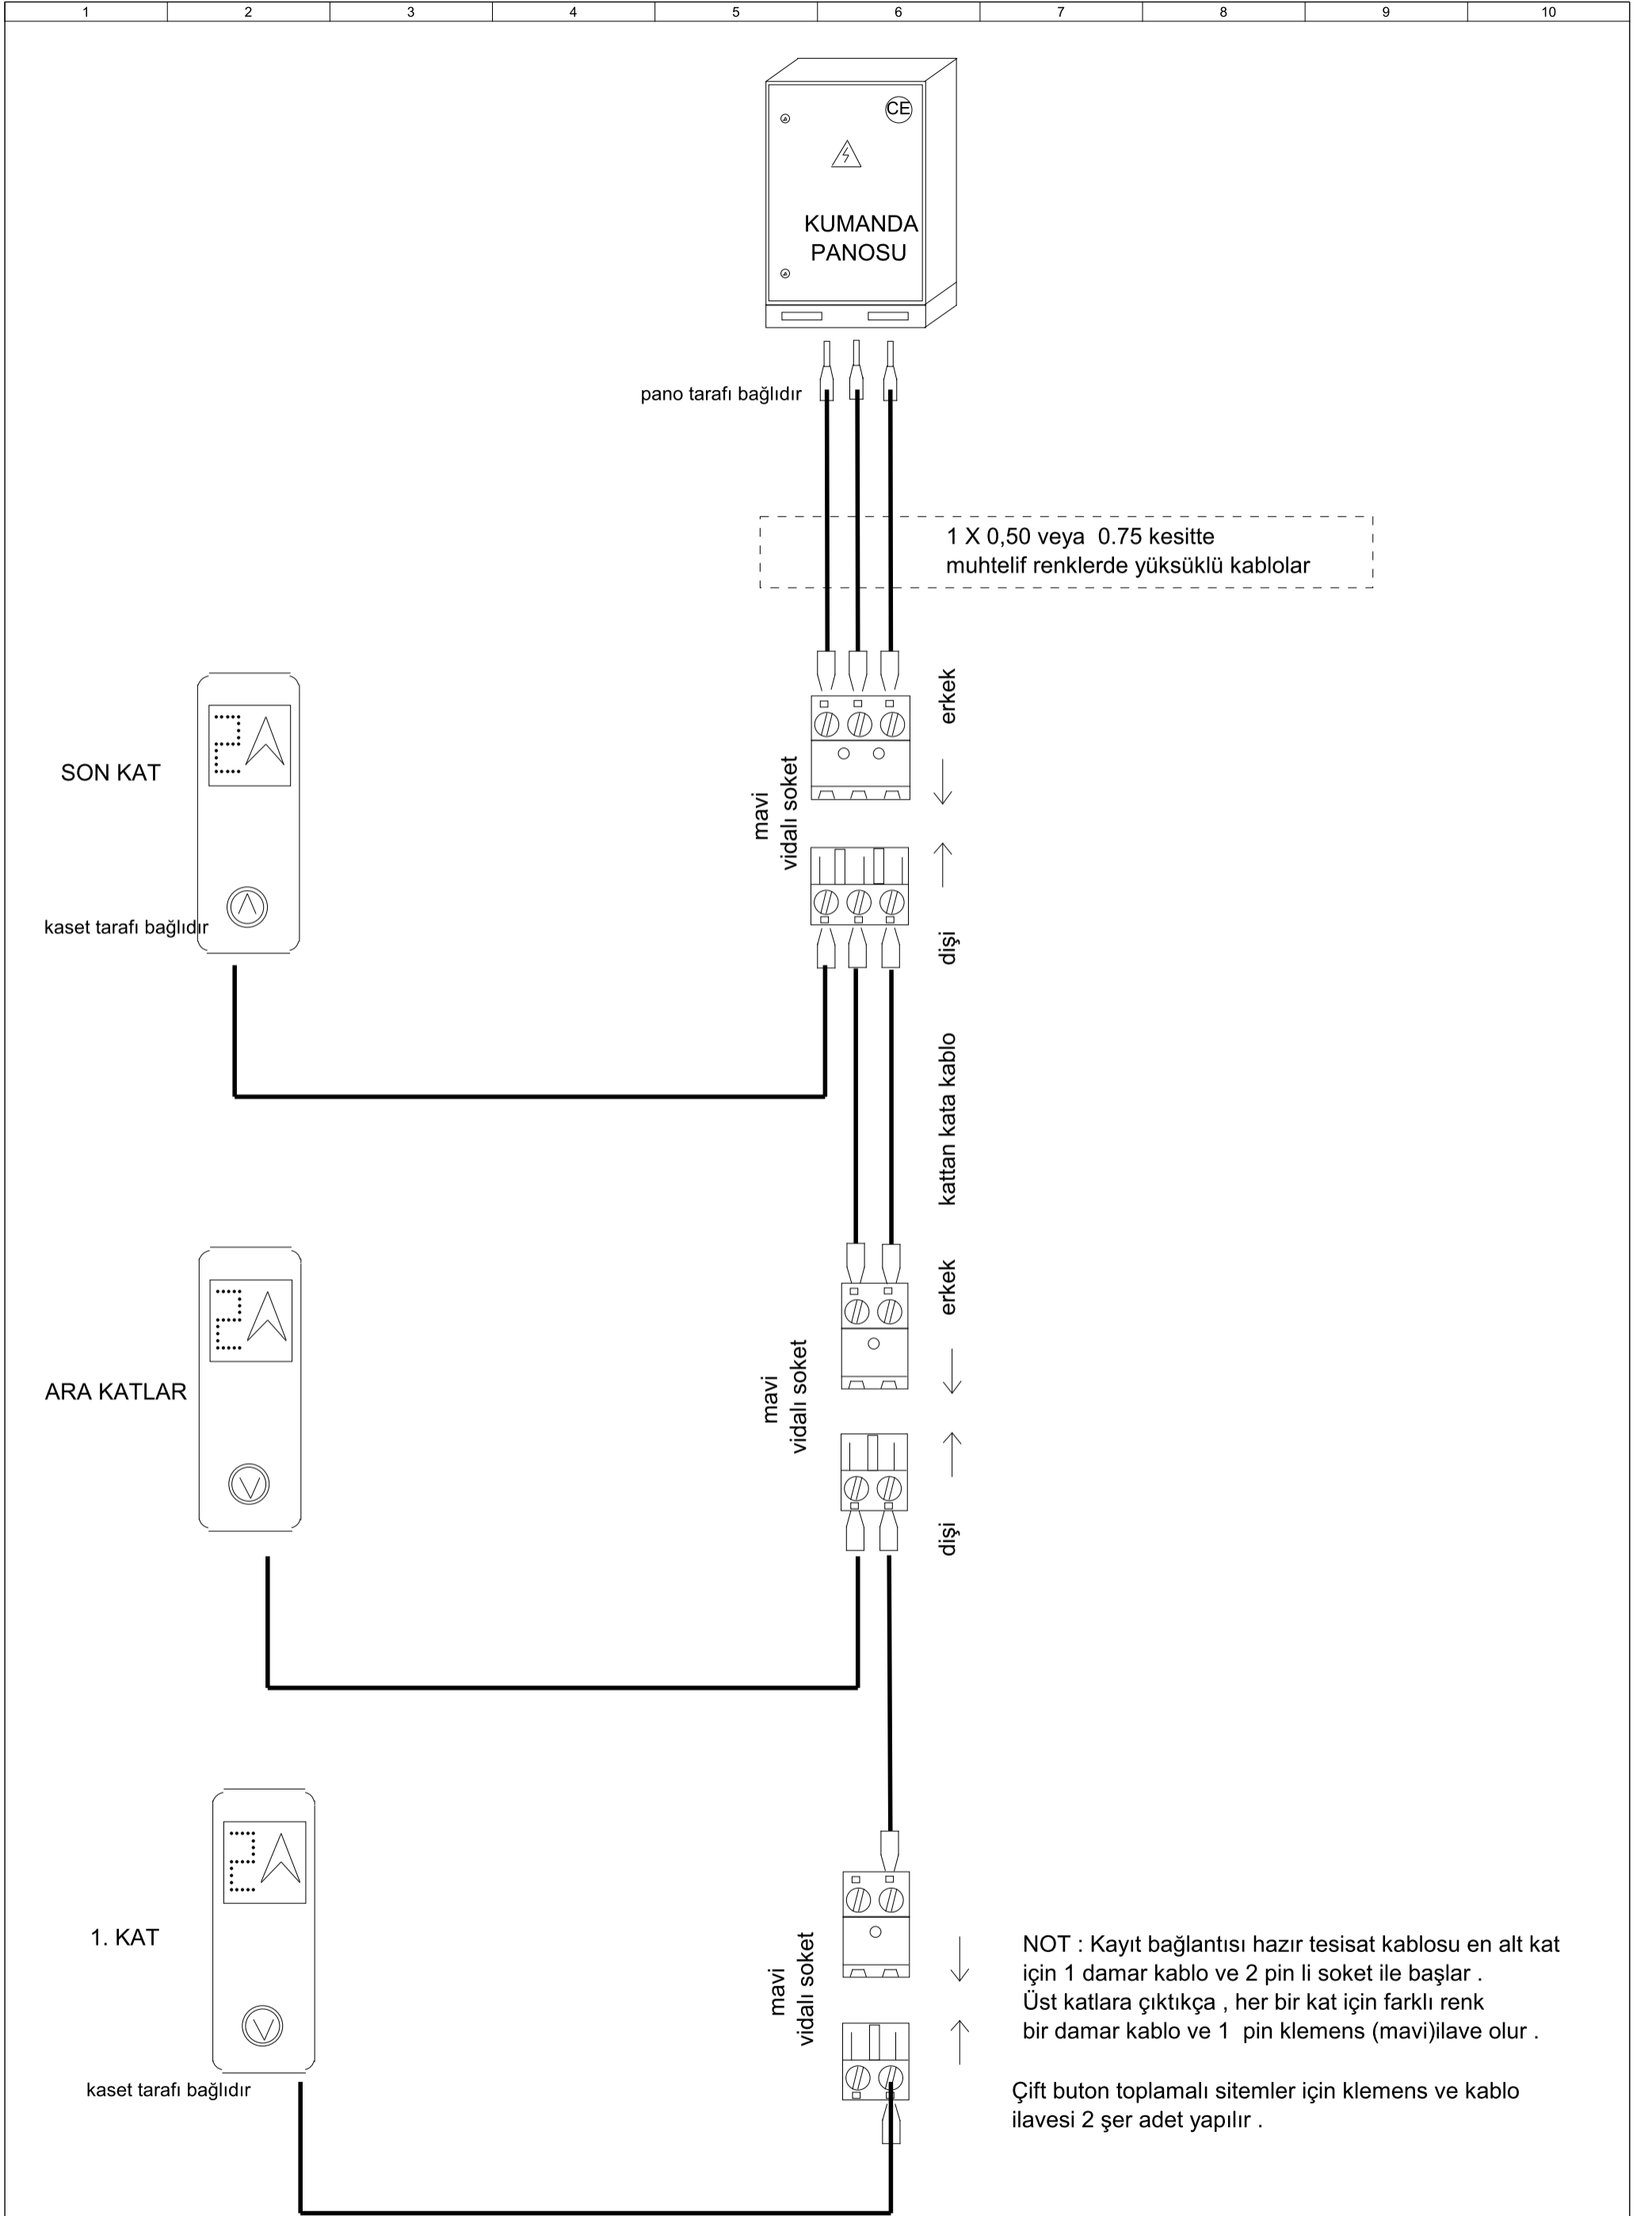 1 2 3 4 5 6 7 8 9 10
CE
KUMANDA
PANOSU
pano tarafı bağlıdır
1 X 0,50 veya 0.75 kesitte
muhtelif renklerde yüksüklü kablolar
erkek
SON KAT
mavi
vidalı soket
kaset tarafı bağlıdır
dişi
kattan kata kablo
erkek
ARA KATLAR
mavi
vidalı soket
dişi
1. KAT
mavi
vidalı soket
NOT : Kayıt bağlantısı hazır tesisat kablosu en alt kat
için 1 damar kablo ve 2 pin li soket ile başlar .
Üst katlara çıktıkça , her bir kat için farklı renk
bir damar kablo ve 1 pin klemens (mavi)ilave olur .
kaset tarafı bağlıdır
Çift buton toplamalı sitemler için klemens ve kablo
ilavesi 2 şer adet yapılır .